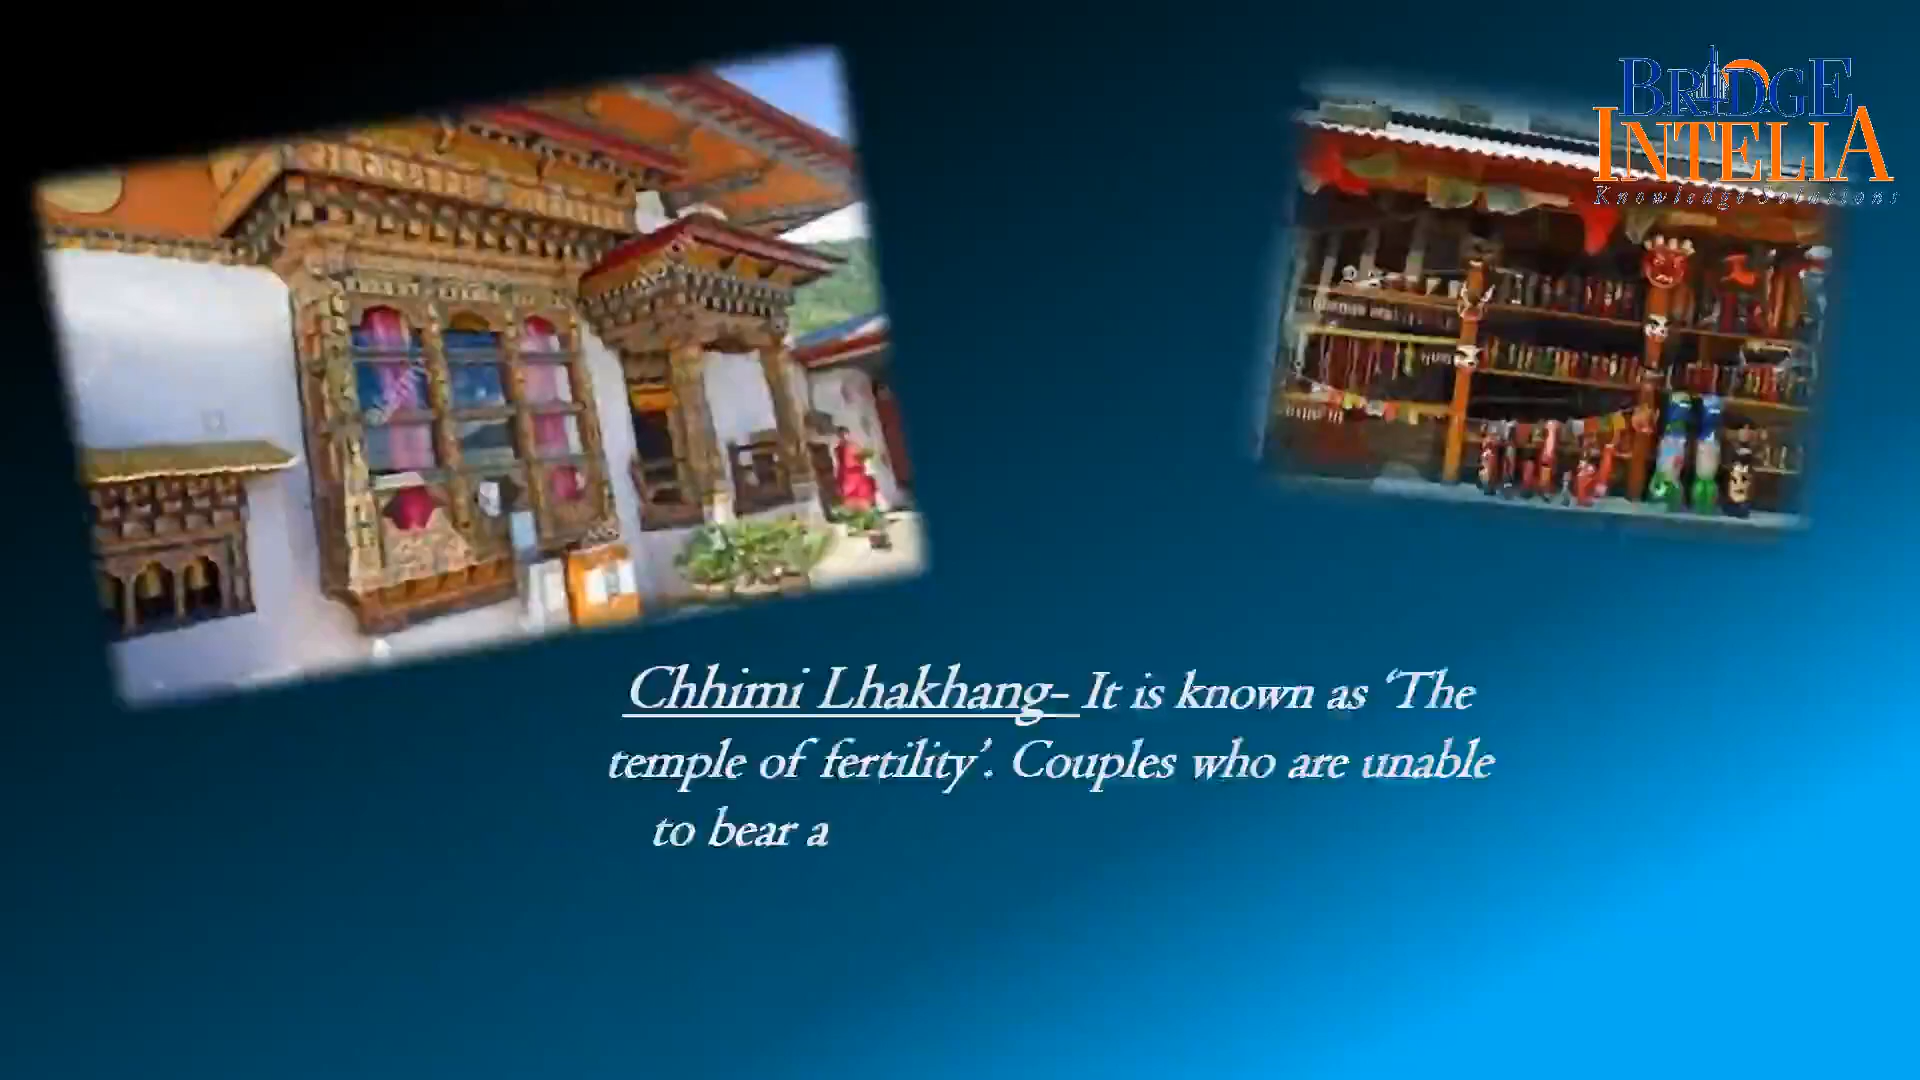 BRIDGE
INTELIA
Knowledge Solutions
Chhimi Lhakhang- It is known as ‘The
temple of fertility’. Couples who are unable
to bear a